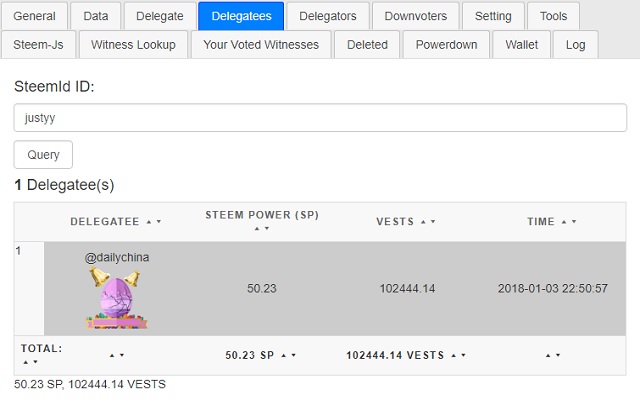 General Data Delegate Delegatees Delegators Downvoters Setting Tools
Steem-Js Witness Lookup Your Voted Witnesses Deleted Powerdown Wallet Log
SteemId ID:
justyy
Query
1 Delegatee(s)
DELEGATEE ▲ ▼ STEEM POWER (SP) ▲ ▼ VESTS ▲ ▼ TIME ▲ ▼
1 @dailychina 50.23 102444.14 2018-01-03 22:50:57
TOTAL: ▲ ▼ ▲ ▼ 50.23 SP ▲ ▼ 102444.14 VESTS ▲ ▼ ▲ ▼
50.23 SP, 102444.14 VESTS